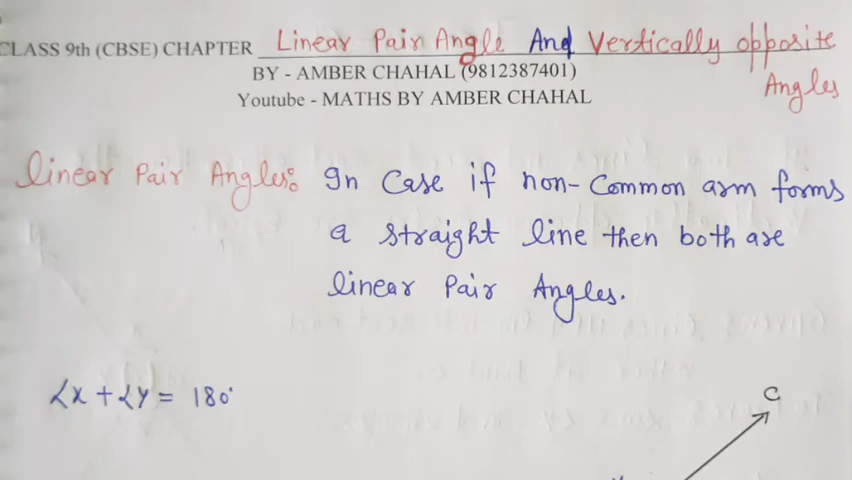 CLASS 9th (CBSE) CHAPTER Linear Pair Angle And Vertically opposite
Angles
BY - AMBER CHAHAL (9812387401)
Youtube - MATHS BY AMBER CHAHAL
linear Pair Angles: In Case if non-Common arm forms
a straight line then both are
linear Pair Angles.
∠x + ∠y = 180°
C